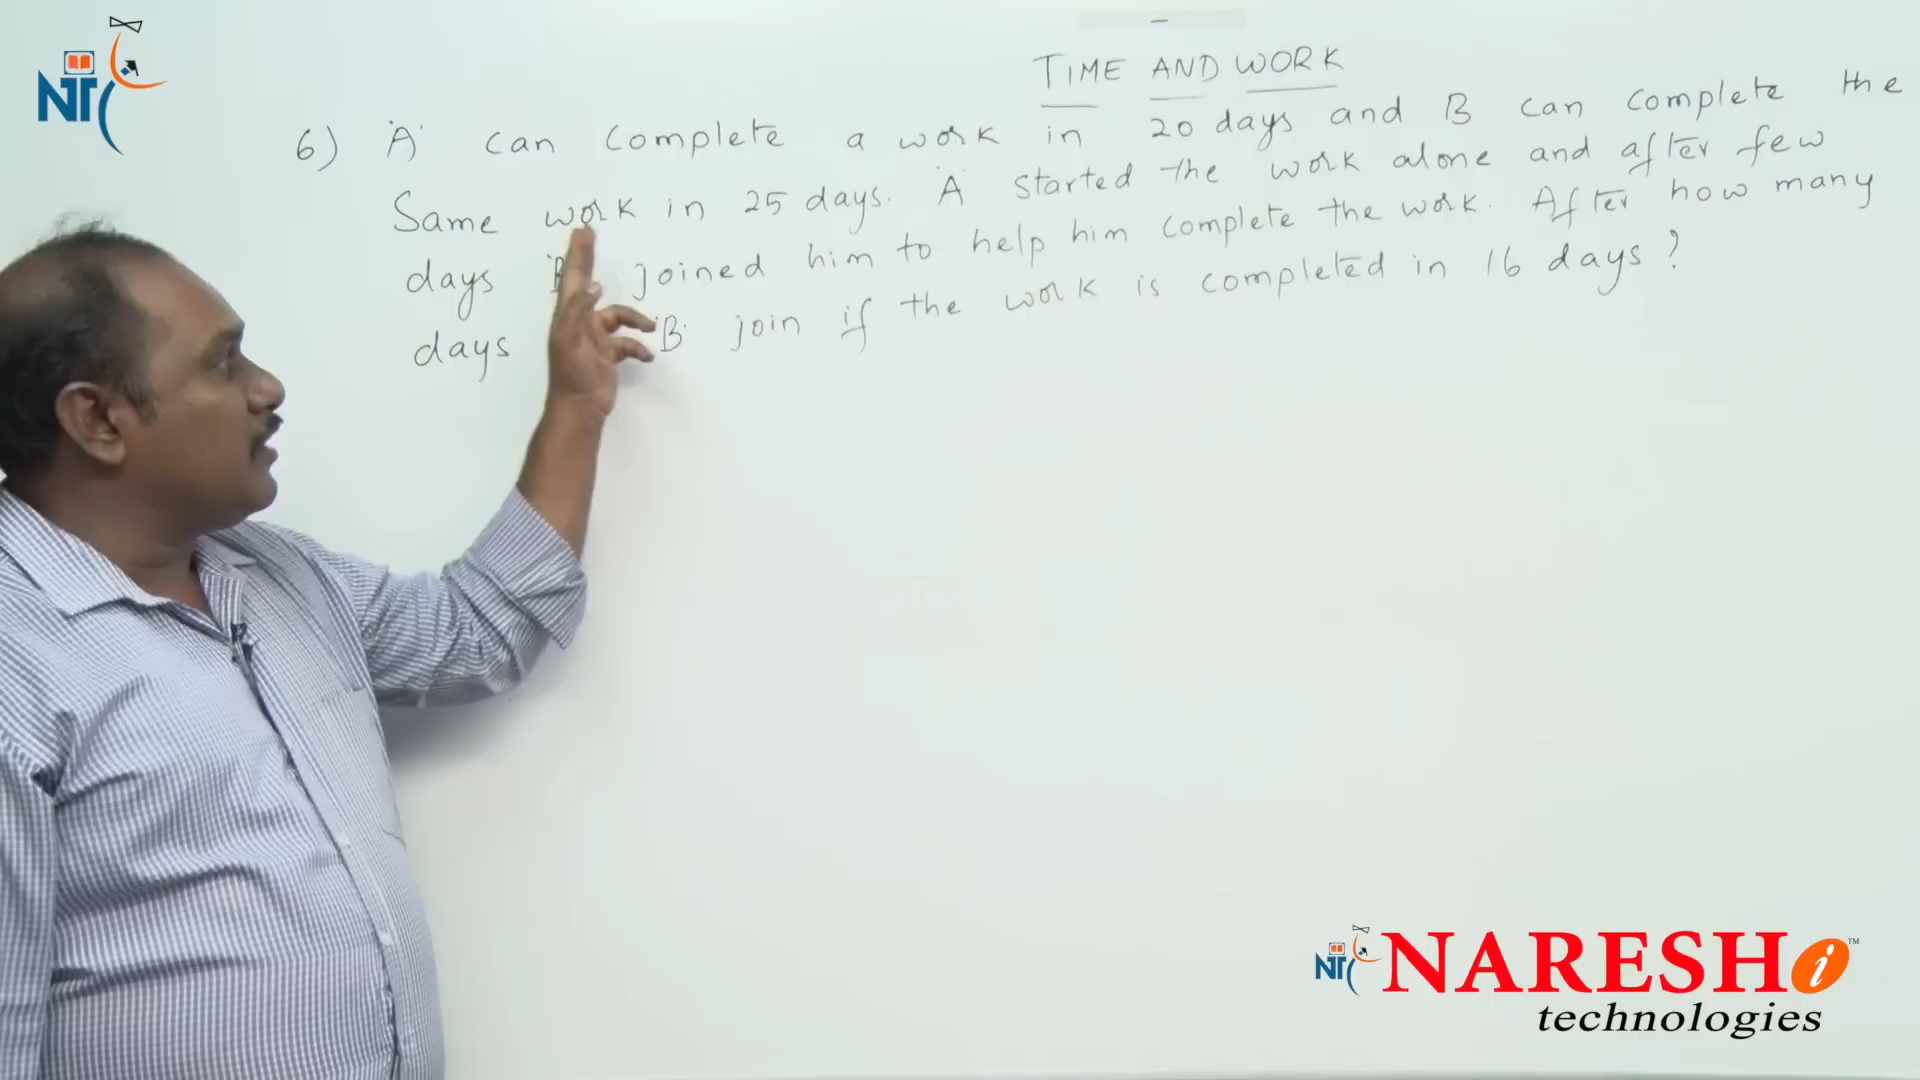 NT
TIME AND WORK
6) 'A' can complete a work in 20 days and B can complete the
Same work in 25 days. 'A' started the work alone and after few
days 'B' joined him to help him complete the work. After how many
days 'B' join if the work is completed in 16 days?
NT NARESH i ™
technologies